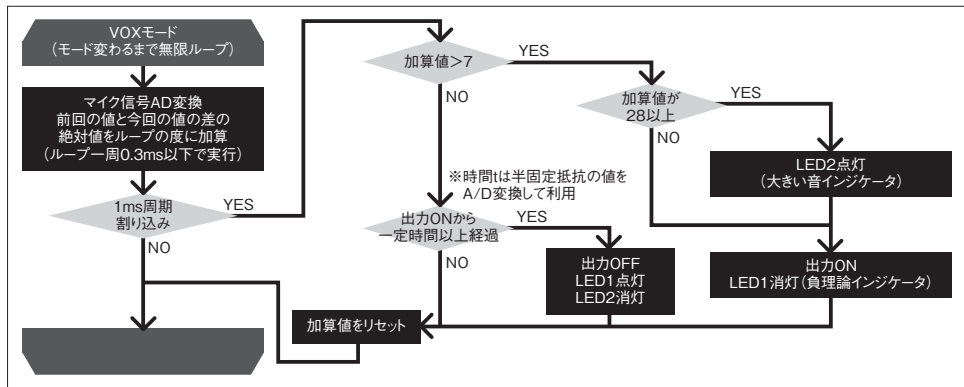 VOXモード
(モード変わるまで無限ループ)
マイク信号AD変換
前回の値と今回の値の差の
絶対値をループの度に加算
(ループ一周0.3ms以下で実行)
1ms周期
割り込み
YES
NO
加算値>7
YES
NO
加算値が
28以上
YES
NO
LED2点灯
(大きい音インジケータ)
※時間tは半固定抵抗の値を
A/D変換して利用
出力ONから
一定時間以上経過
YES
NO
出力OFF
LED1点灯
LED2消灯
出力ON
LED1消灯(負理論インジケータ)
加算値をリセット